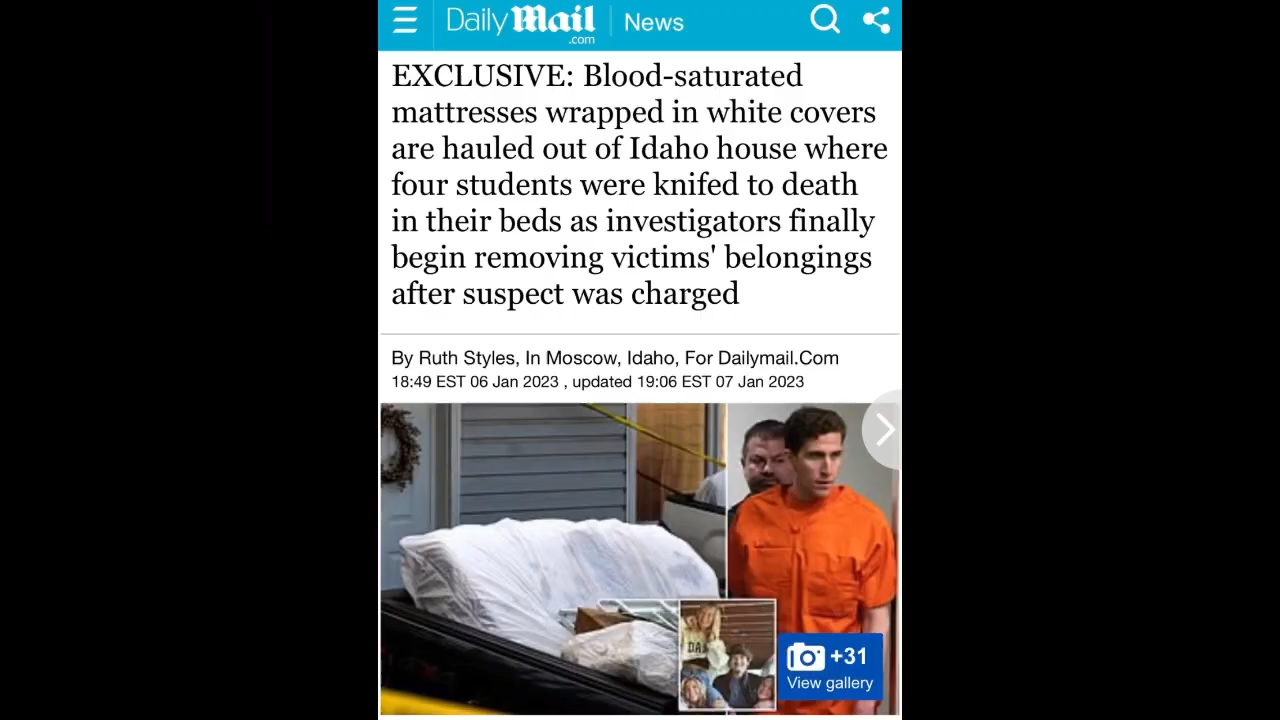 Daily Mail .com News
EXCLUSIVE: Blood-saturated
mattresses wrapped in white covers
are hauled out of Idaho house where
four students were knifed to death
in their beds as investigators finally
begin removing victims' belongings
after suspect was charged
By Ruth Styles, In Moscow, Idaho, For Dailymail.Com
18:49 EST 06 Jan 2023 , updated 19:06 EST 07 Jan 2023
+31
View gallery